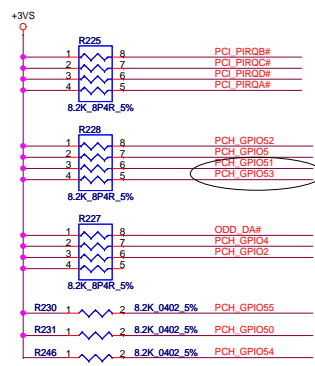 +3VS
R225
1 8 PCI_PIRQB#
2 7 PCI_PIRQC#
3 6 PCI_PIRQD#
4 5 PCI_PIRQA#
8.2K_8P4R_5%
R228
1 8 PCH_GPIO52
2 7 PCH_GPIO5
3 6 PCH_GPIO51
4 5 PCH_GPIO53
8.2K_8P4R_5%
R227
1 8 ODD_DA#
2 7 PCH_GPIO4
3 6 PCH_GPIO2
4 5
8.2K_8P4R_5%
R230 1 2 8.2K_0402_5% PCH_GPIO55
R231 1 2 8.2K_0402_5% PCH_GPIO50
R246 1 2 8.2K_0402_5% PCH_GPIO54